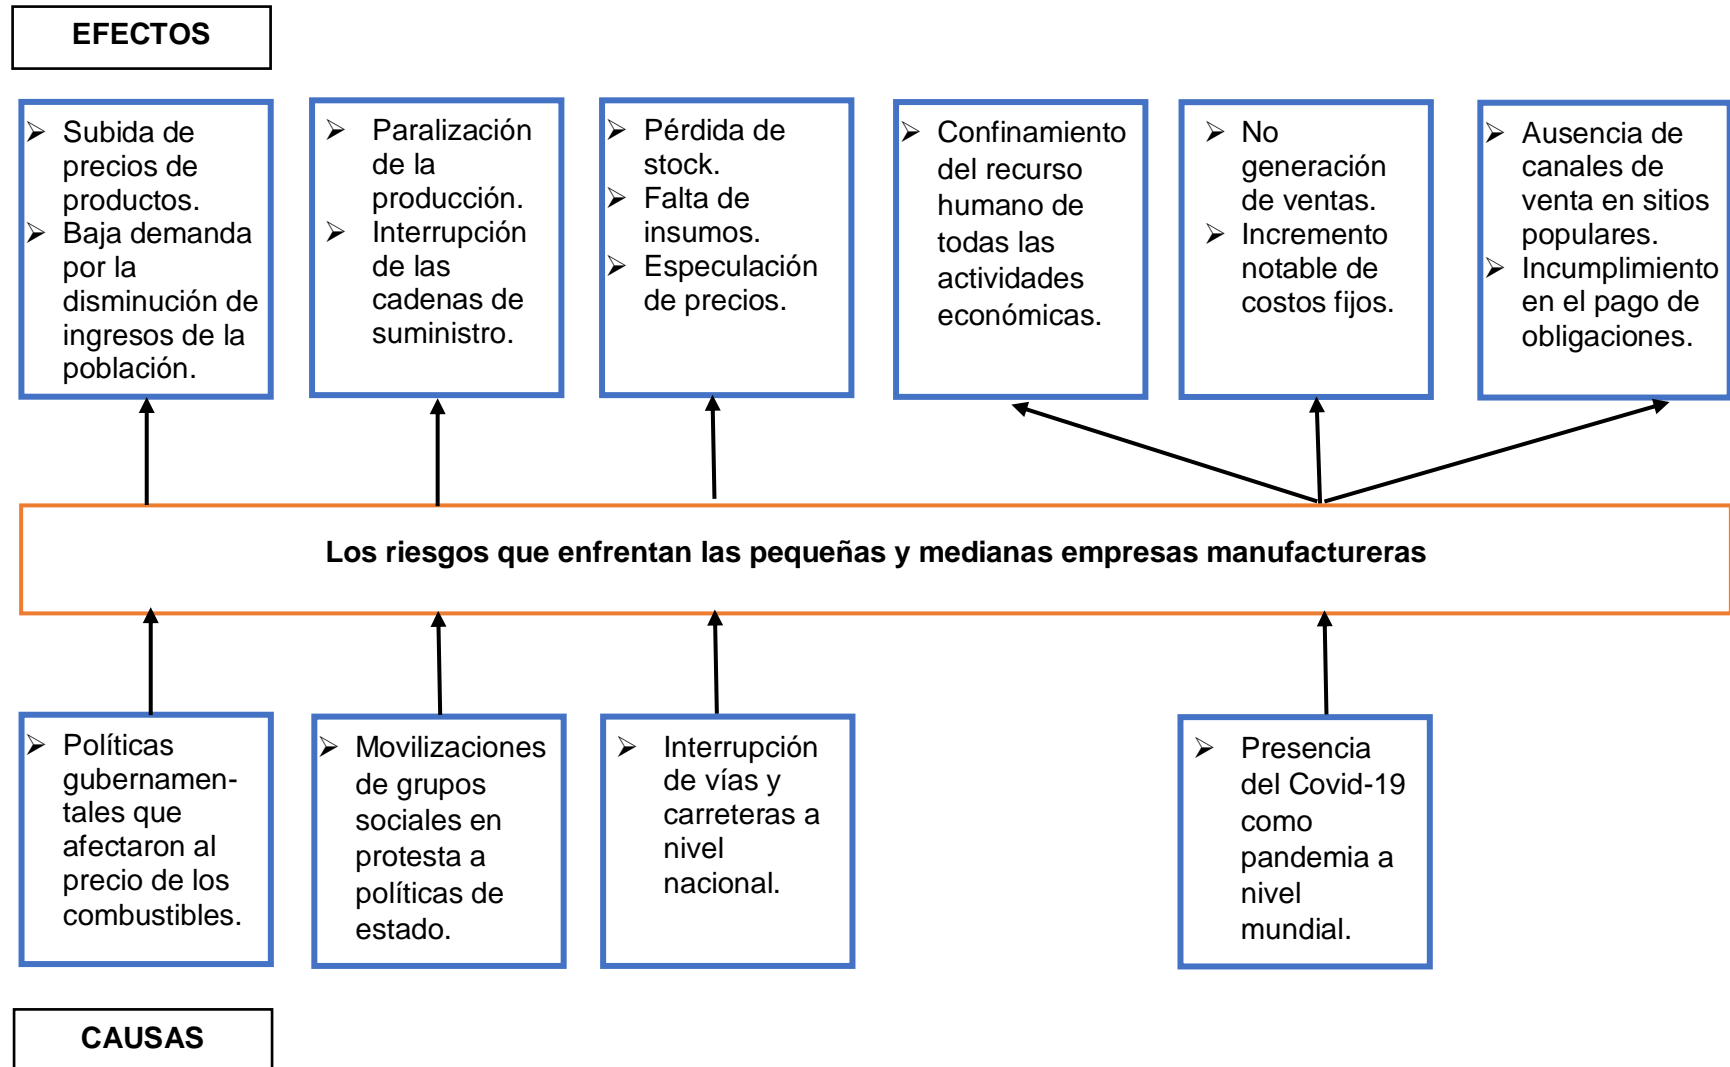 EFECTOS
➢ Subida de
precios de
productos.
➢ Baja demanda
por la
disminución de
ingresos de la
población.
➢ Paralización
de la
producción.
➢ Interrupción
de las
cadenas de
suministro.
➢ Pérdida de
stock.
➢ Falta de
insumos.
➢ Especulación
de precios.
➢ Confinamiento
del recurso
humano de
todas las
actividades
económicas.
➢ No
generación
de ventas.
➢ Incremento
notable de
costos fijos.
➢ Ausencia de
canales de
venta en sitios
populares.
➢ Incumplimiento
en el pago de
obligaciones.
Los riesgos que enfrentan las pequeñas y medianas empresas manufactureras
➢ Políticas
gubernamen-
tales que
afectaron al
precio de los
combustibles.
➢ Movilizaciones
de grupos
sociales en
protesta a
políticas de
estado.
➢ Interrupción
de vías y
carreteras a
nivel
nacional.
➢ Presencia
del Covid-19
como
pandemia a
nivel
mundial.
CAUSAS